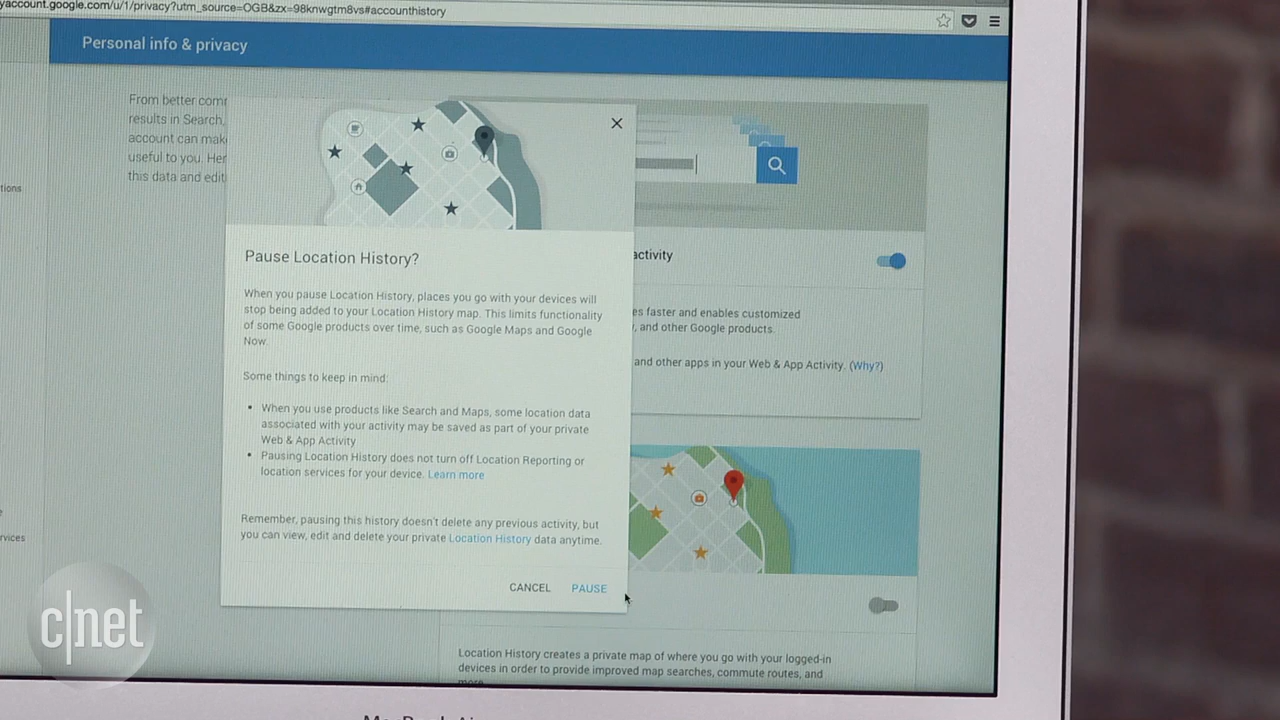 yaccount.google.com/u/1/privacy?utm_source=OGB&zx=98knwgtm8vs#accounthistory
Personal info & privacy
From better com
results in Search,
account can mak
useful to you. Her
this data and edit
tions
vices
Pause Location History?
When you pause Location History, places you go with your devices will
stop being added to your Location History map. This limits functionality
of some Google products over time, such as Google Maps and Google
Now.
Some things to keep in mind:
• When you use products like Search and Maps, some location data
associated with your activity may be saved as part of your private
Web & App Activity
• Pausing Location History does not turn off Location Reporting or
location services for your device. Learn more
Remember, pausing this history doesn't delete any previous activity, but
you can view, edit and delete your private Location History data anytime.
CANCEL PAUSE
activity
es faster and enables customized
, and other Google products.
and other apps in your Web & App Activity. (Why?)
Location History creates a private map of where you go with your logged-in
devices in order to provide improved map searches, commute routes, and
more.
c|net